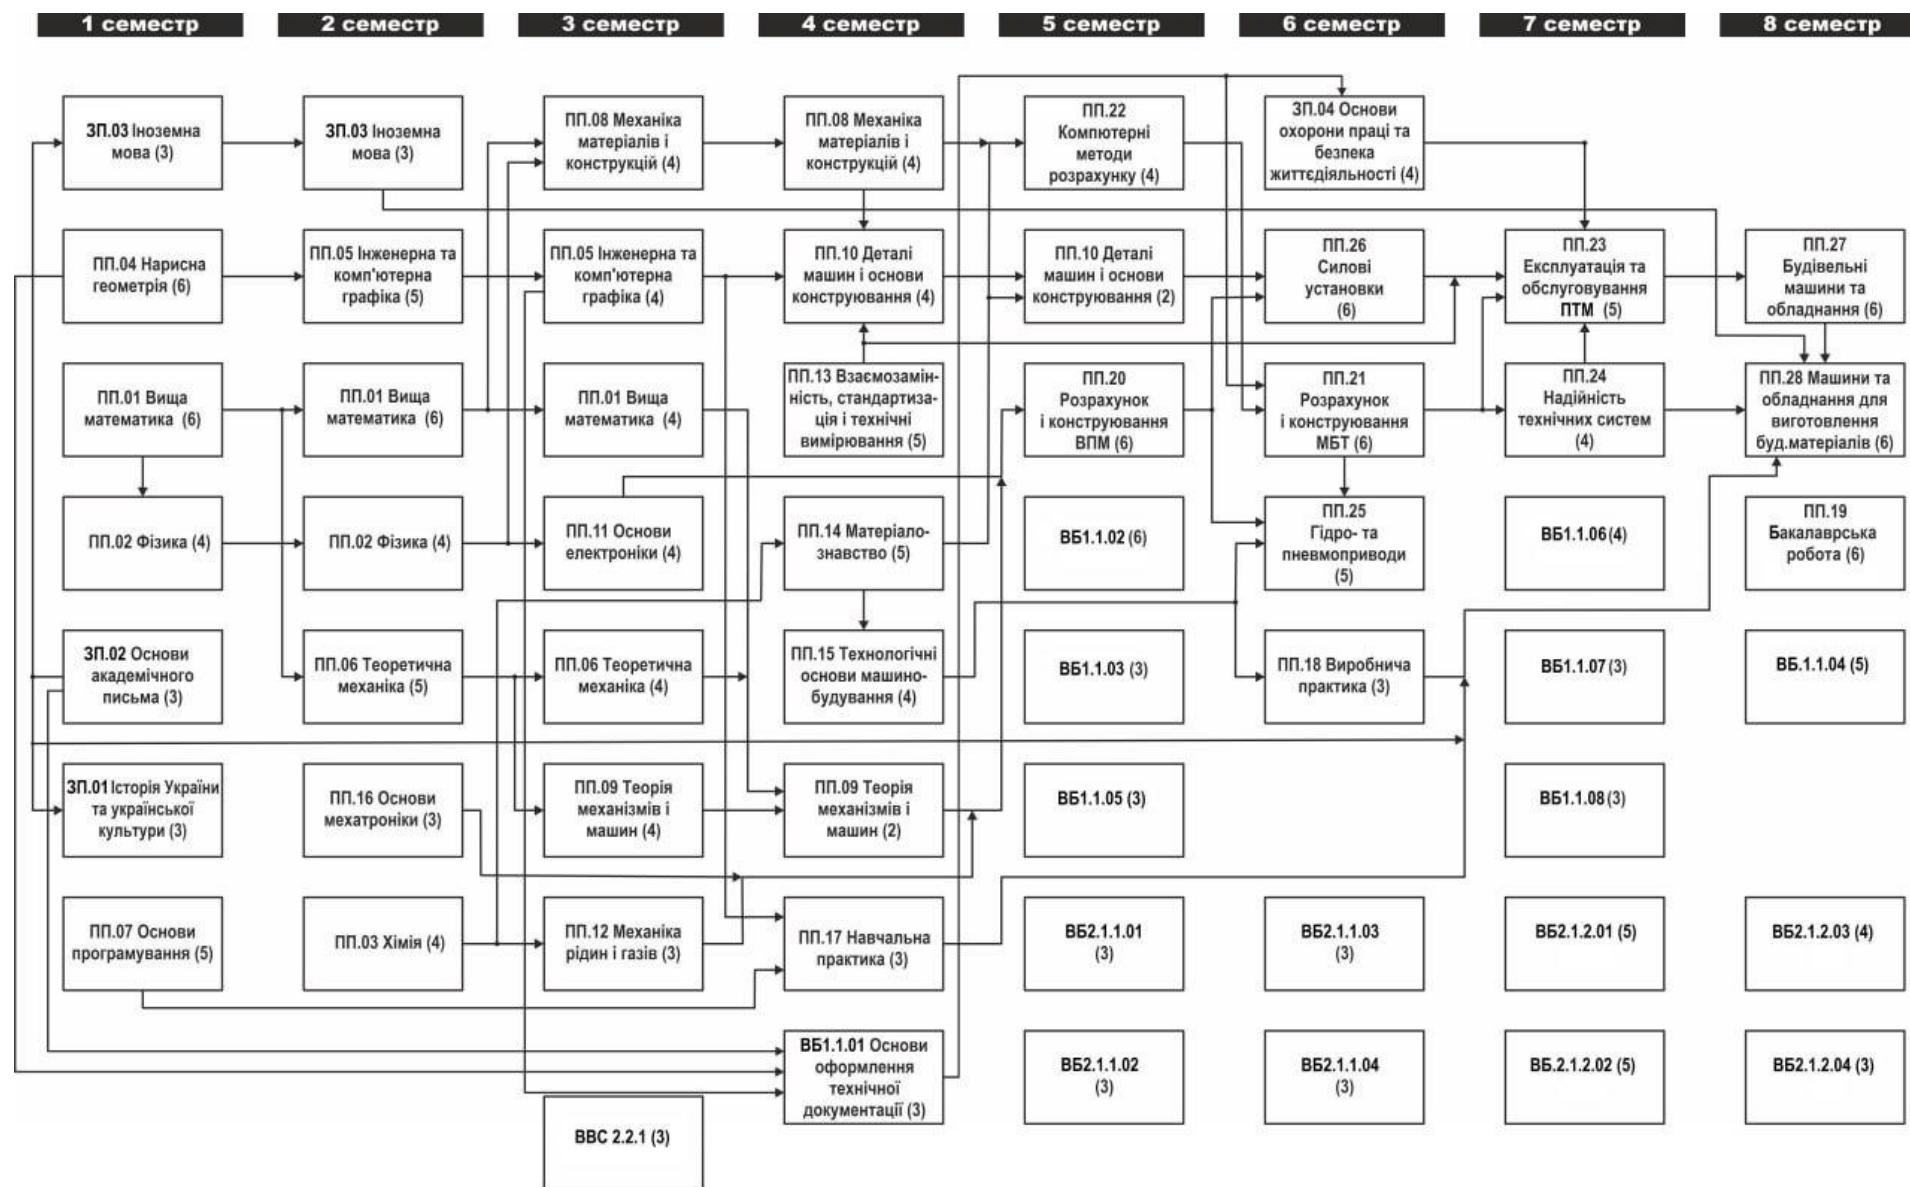 1 семестр
2 семестр
3 семестр
4 семестр
5 семестр
6 семестр
7 семестр
8 семестр
ЗП.03 Іноземна
мова (3)
ЗП.03 Іноземна
мова (3)
ПП.08 Механіка
матеріалів і
конструкцій (4)
ПП.08 Механіка
матеріалів і
конструкцій (4)
ПП.22
Компютерні
методи
розрахунку (4)
ЗП.04 Основи
охорони праці та
безпека
життєдіяльності (4)
ПП.04 Нарисна
геометрія (6)
ПП.05 Інженерна та
комп'ютерна
графіка (5)
ПП.05 Інженерна та
комп'ютерна
графіка (4)
ПП.10 Деталі
машин і основи
конструювання (4)
ПП.10 Деталі
машин і основи
конструювання (2)
ПП.26
Силові
установки
(6)
ПП.23
Експлуатація та
обслуговування
ПТМ (5)
ПП.27
Будівельні
машини та
обладнання (6)
ПП.01 Вища
математика (6)
ПП.01 Вища
математика (6)
ПП.01 Вища
математика (4)
ПП.13 Взаємозамін-
ність, стандартиза-
ція і технічні
вимірювання (5)
ПП.20
Розрахунок
і конструювання
ВПМ (6)
ПП.21
Розрахунок
і конструювання
МБТ (6)
ПП.24
Надійність
технічних систем
(4)
ПП.28 Машини та
обладнання для
виготовлення
буд.матеріалів (6)
ПП.02 Фізика (4)
ПП.02 Фізика (4)
ПП.11 Основи
електроніки (4)
ПП.14 Матеріало-
знавство (5)
ВБ1.1.02 (6)
ПП.25
Гідро- та
пневмоприводи
(5)
ВБ1.1.06 (4)
ПП.19
Бакалаврська
робота (6)
ЗП.02 Основи
академічного
письма (3)
ПП.06 Теоретична
механіка (5)
ПП.06 Теоретична
механіка (4)
ПП.15 Технологічні
основи машино-
будування (4)
ВБ1.1.03 (3)
ПП.18 Виробнича
практика (3)
ВБ1.1.07 (3)
ВБ.1.1.04 (5)
ЗП.01 Історія України
та української
культури (3)
ПП.16 Основи
мехатроніки (3)
ПП.09 Теорія
механізмів і
машин (4)
ПП.09 Теорія
механізмів і
машин (2)
ВБ1.1.05 (3)
ВБ1.1.08 (3)
ПП.07 Основи
програмування (5)
ПП.03 Хімія (4)
ПП.12 Механіка
рідин і газів (3)
ПП.17 Навчальна
практика (3)
ВБ2.1.1.01
(3)
ВБ2.1.1.03
(3)
ВБ2.1.2.01 (5)
ВБ2.1.2.03 (4)
ВБ1.1.01 Основи
оформлення
технічної
документації (3)
ВБ2.1.1.02
(3)
ВБ2.1.1.04
(3)
ВБ.2.1.2.02 (5)
ВБ2.1.2.04 (3)
ВВС 2.2.1 (3)